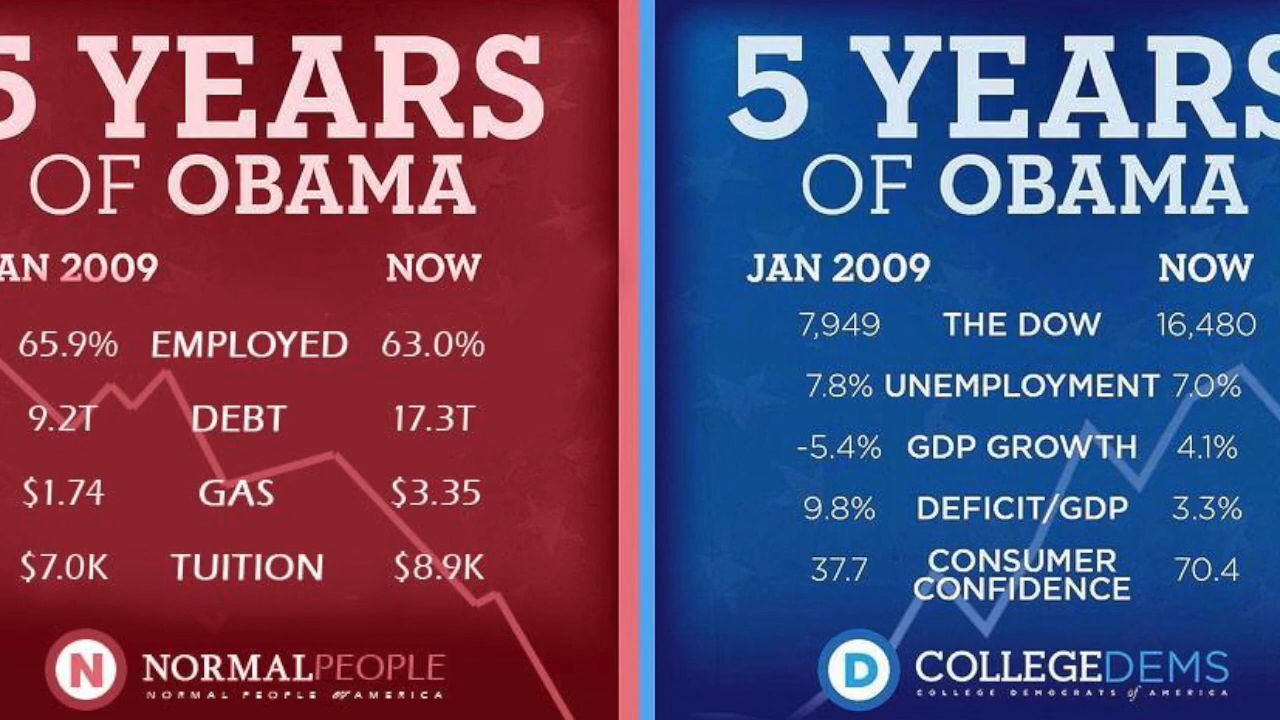 5 YEARS
OF OBAMA
AN 2009 NOW
65.9% EMPLOYED 63.0%
9.2T DEBT 17.3T
$1.74 GAS $3.35
$7.0K TUITION $8.9K
N NORMALPEOPLE
NORMAL PEOPLE of AMERICA
5 YEARS
OF OBAMA
JAN 2009 NOW
7,949 THE DOW 16,480
7.8% UNEMPLOYMENT 7.0%
-5.4% GDP GROWTH 4.1%
9.8% DEFICIT/GDP 3.3%
37.7 CONSUMER CONFIDENCE 70.4
D COLLEGEDEMS
COLLEGE DEMOCRATS of AMERICA